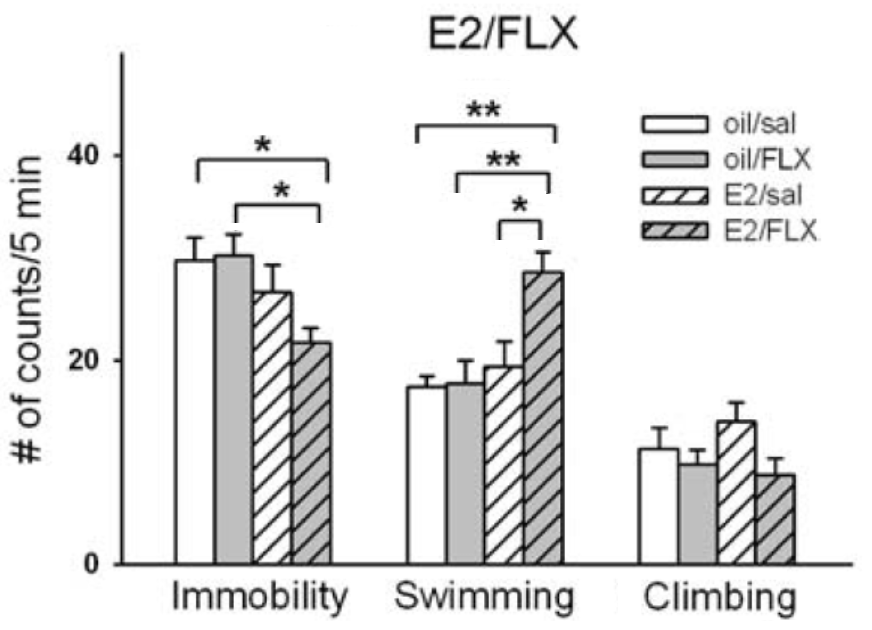 E2/FLX
# of counts/5 min
40
20
0
*
*
**
**
*
oil/sal
oil/FLX
E2/sal
E2/FLX
Immobility
Swimming
Climbing